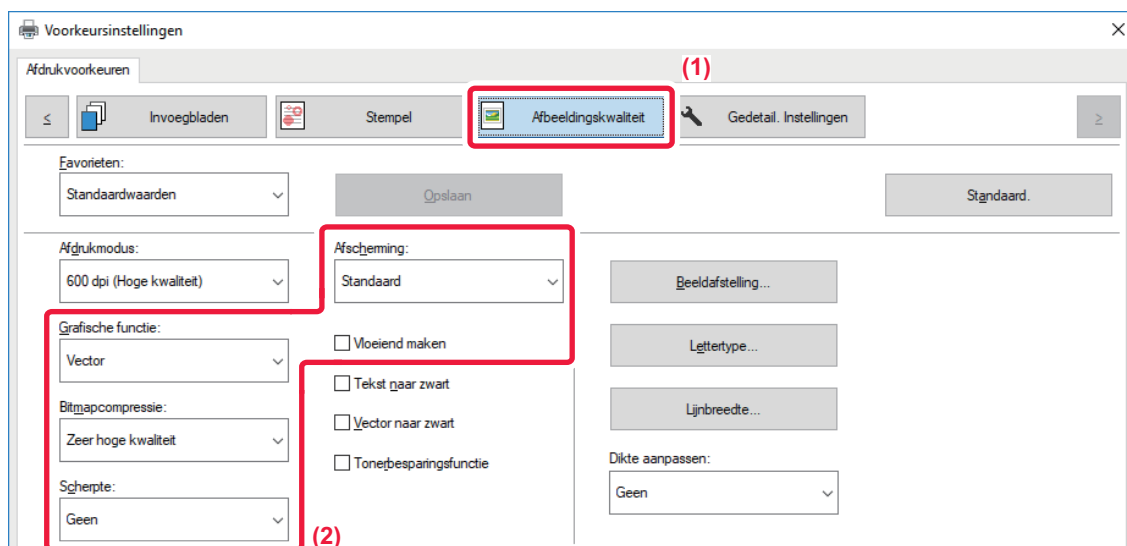 Voorkeursinstellingen
Afdrukvoorkeuren
(1)
<
Invoegbladen
Stempel
Afbeeldingskwaliteit
Gedetail. Instellingen
>
Favorieten:
Standaardwaarden
Opslaan
Standaard.
Afdrukmodus:
600 dpi (Hoge kwaliteit)
Afscherming:
Standaard
Beeldafstelling...
Grafische functie:
Vector
Vloeiend maken
Lettertype...
Tekst naar zwart
Bitmapcompressie:
Zeer hoge kwaliteit
Vector naar zwart
Lijnbreedte...
Tonerbesparingsfunctie
Dikte aanpassen:
Geen
Scherpte:
Geen
(2)